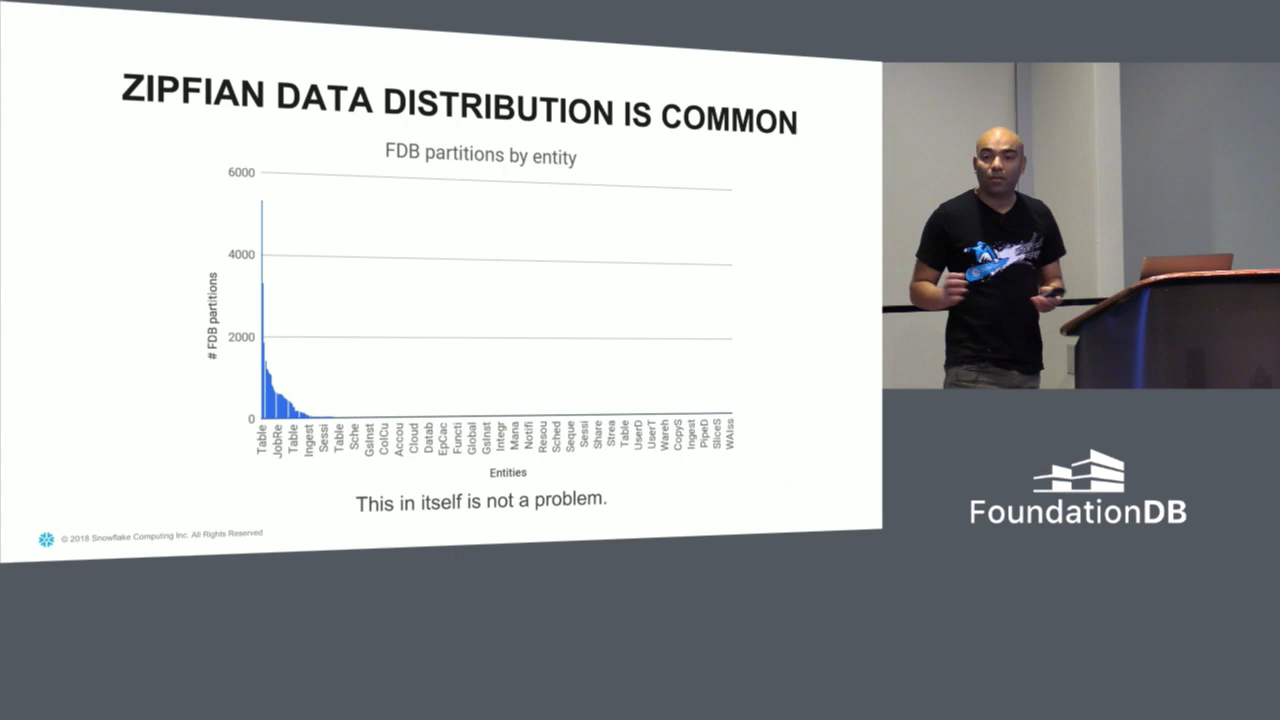 ZIPFIAN DATA DISTRIBUTION IS COMMON
FDB partitions by entity
6000
4000
2000
0
# FDB partitions
Table
JobRe
Table
Ingest
Sessi
Table
Sche
GsInst
ColCu
Accou
Cloud
Datab
EpCac
Functi
Global
GsInst
Integr
Mana
Notifi
Resou
Sched
Seque
Sessi
Share
Strea
Table
UserD
UserT
Wareh
CopyS
Ingest
PipeD
SliceS
WAIss
Entities
This in itself is not a problem.
© 2018 Snowflake Computing Inc. All Rights Reserved
FoundationDB